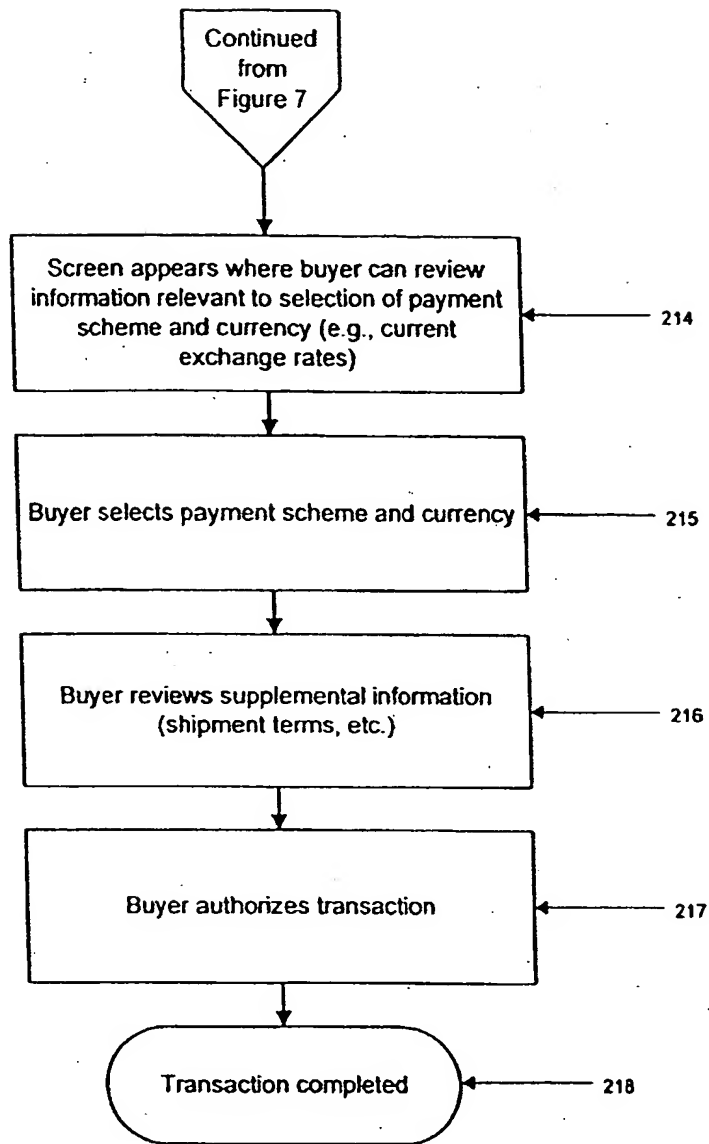 Continued
from
Figure 7
Screen appears where buyer can review
information relevant to selection of payment
scheme and currency (e.g., current
exchange rates)
214
Buyer selects payment scheme and currency
215
Buyer reviews supplemental information
(shipment terms, etc.)
216
Buyer authorizes transaction
217
Transaction completed
218